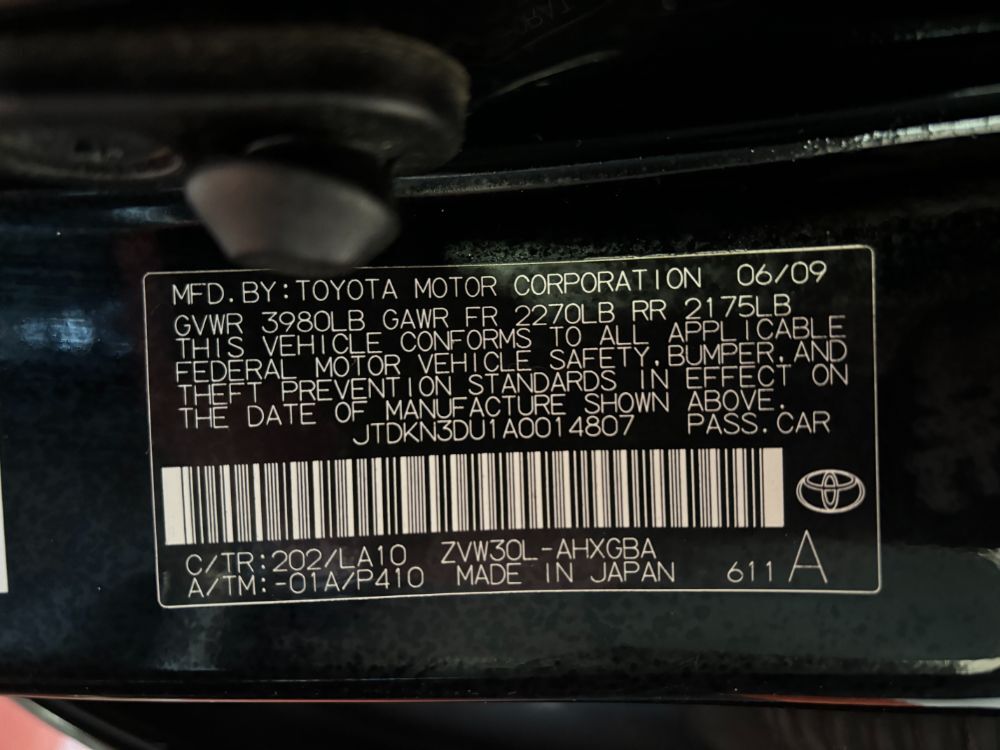 MFD.BY:TOYOTA MOTOR CORPORATION 06/09
GVWR 3980LB GAWR FR 2270LB RR 2175LB
THIS VEHICLE CONFORMS TO ALL APPLICABLE
FEDERAL MOTOR VEHICLE SAFETY, BUMPER, AND
THEFT PREVENTION STANDARDS IN EFFECT ON
THE DATE OF MANUFACTURE SHOWN ABOVE.
JTDKN3DU1A0014807 PASS.CAR
C/TR:202/LA10 ZVW30L-AHXGBA
A/TM:-01A/P410 MADE IN JAPAN 611 A